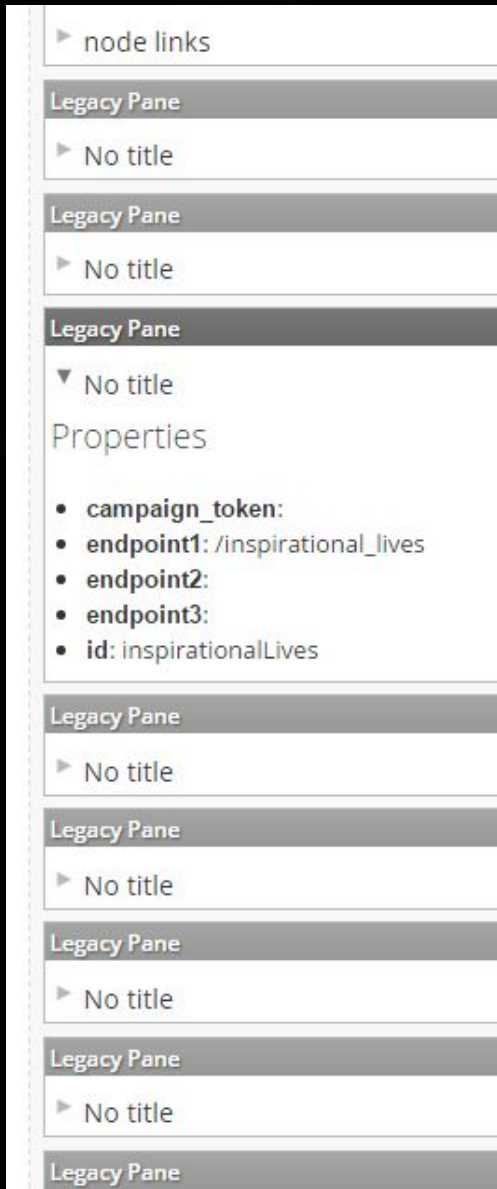 node links
Legacy Pane
No title
Legacy Pane
No title
Legacy Pane
No title
Properties
campaign_token:
endpoint1: /inspirational_lives
endpoint2:
endpoint3:
id: inspirationalLives
Legacy Pane
No title
Legacy Pane
No title
Legacy Pane
No title
Legacy Pane
No title
Legacy Pane